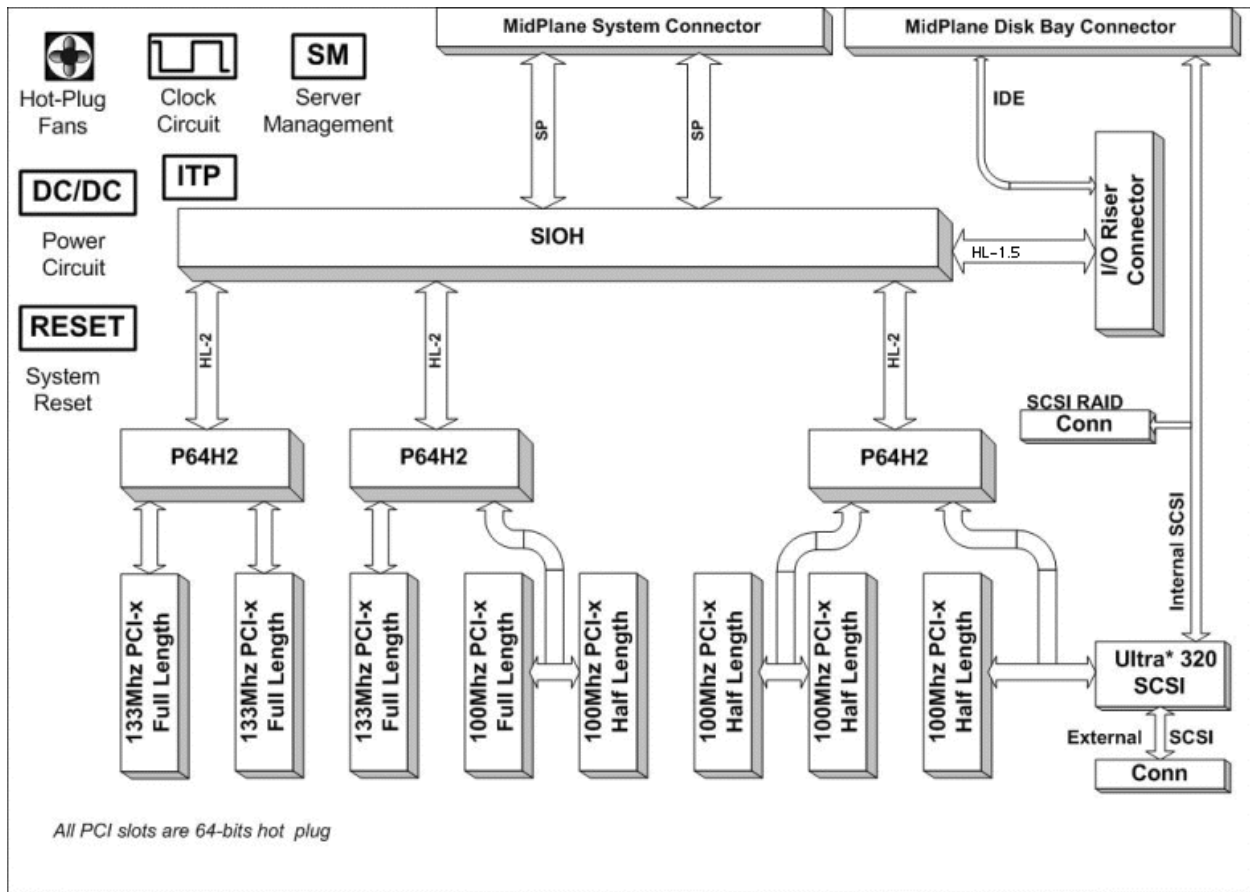 MidPlane System Connector
MidPlane Disk Bay Connector
SM
Hot-Plug
Fans
Clock
Circuit
Server
Management
IDE
SP
SP
DC/DC
ITP
Power
Circuit
SIOH
HL-1.5
I/O Riser
Connector
RESET
System
Reset
HL-2
HL-2
HL-2
SCSI RAID
Conn
P64H2
P64H2
P64H2
Internal SCSI
133Mhz PCI-x
Full Length
133Mhz PCI-x
Full Length
133Mhz PCI-x
Full Length
100Mhz PCI-x
Full Length
100Mhz PCI-x
Half Length
100Mhz PCI-x
Half Length
100Mhz PCI-x
Half Length
100Mhz PCI-x
Half Length
Ultra* 320
SCSI
External SCSI
Conn
All PCI slots are 64-bits hot plug